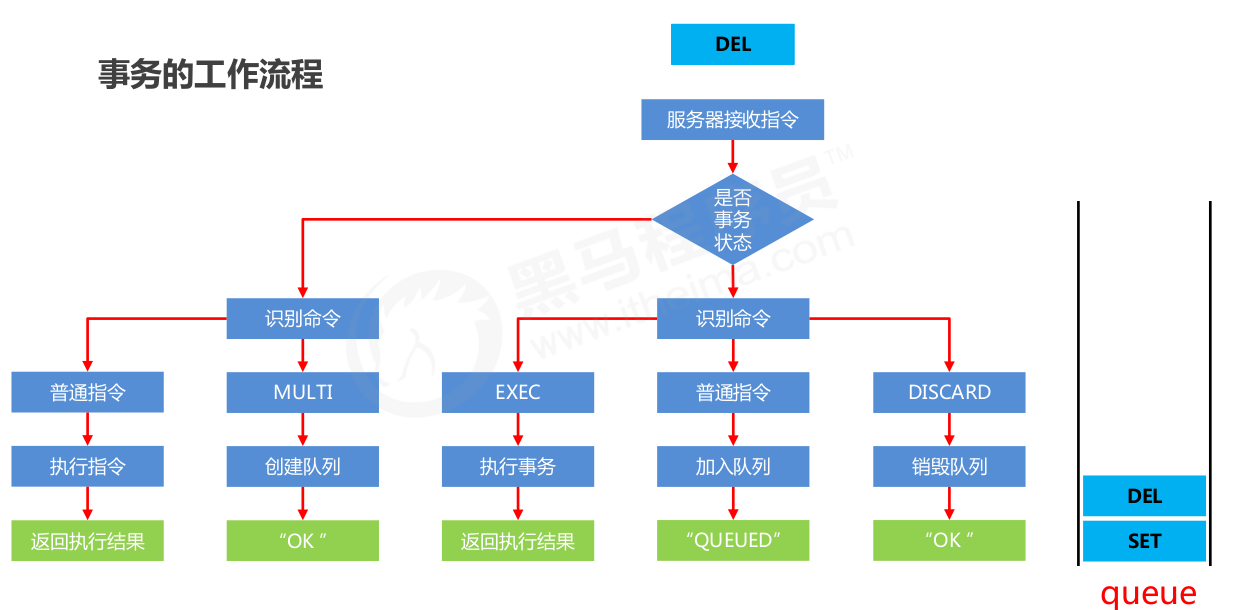 DEL
事务的工作流程
服务器接收指令
是否
事务
状态
黑马程序员™
www.itheima.com
识别命令
识别命令
普通指令
MULTI
EXEC
普通指令
DISCARD
执行指令
创建队列
执行事务
加入队列
销毁队列
DEL
返回执行结果
“OK ”
返回执行结果
“QUEUED”
“OK ”
SET
queue